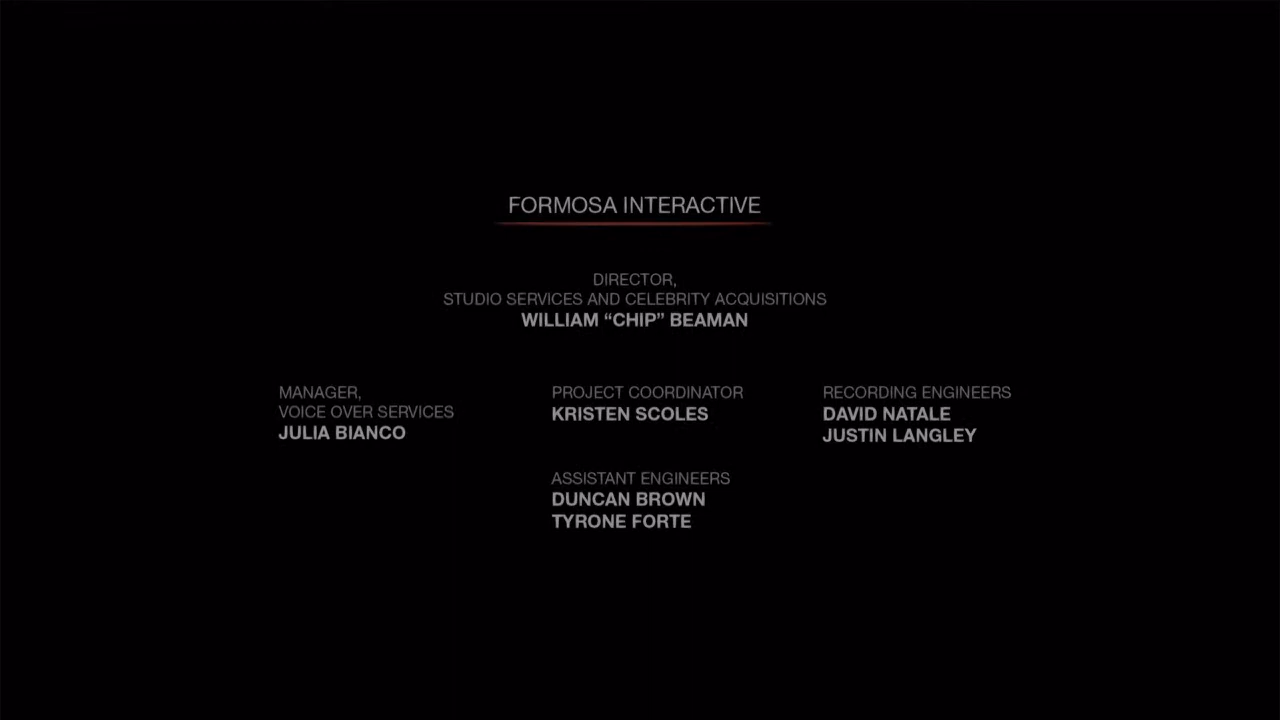 FORMOSA INTERACTIVE
DIRECTOR,
STUDIO SERVICES AND CELEBRITY ACQUISITIONS
WILLIAM “CHIP” BEAMAN
MANAGER,
VOICE OVER SERVICES
JULIA BIANCO
PROJECT COORDINATOR
KRISTEN SCOLES
RECORDING ENGINEERS
DAVID NATALE
JUSTIN LANGLEY
ASSISTANT ENGINEERS
DUNCAN BROWN
TYRONE FORTE